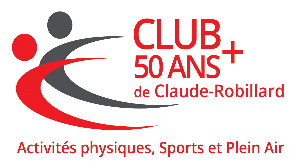 CLUB+
50 ANS
de Claude-Robillard
Activités physiques, Sports et Plein Air